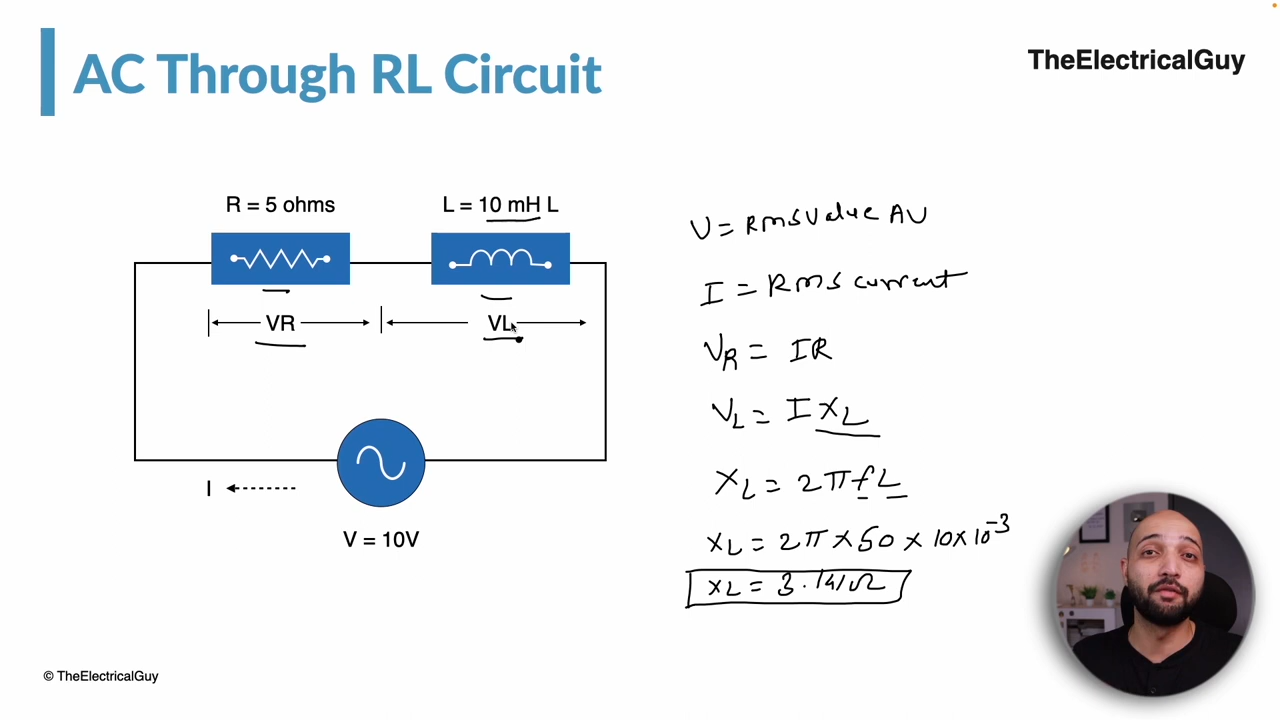 AC Through RL Circuit
TheElectricalGuy
R = 5 ohms
L = 10 mH L
VR
VL
I
V = 10V
V = Rms Value AV
I = Rms current
VR = IR
VL = I XL
XL = 2πfL
XL = 2π × 50 × 10 × 10⁻³
XL = 3.141Ω
© TheElectricalGuy